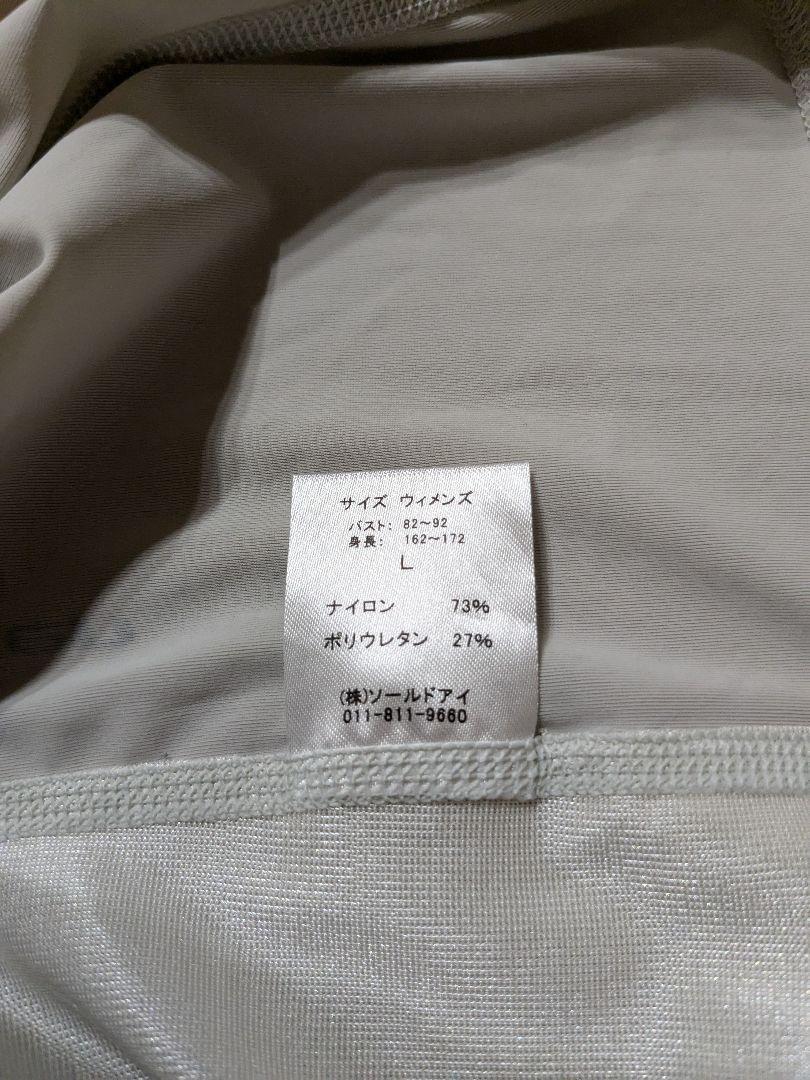 サイズ ウィメンズ
バスト: 82～92
身長: 162～172
L
ナイロン 73%
ポリウレタン 27%
(株)ソールドアイ
011-811-9660